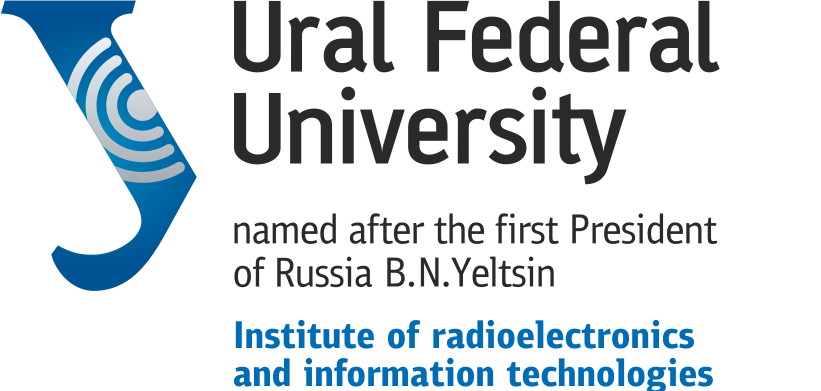 Ural Federal
University
named after the first President
of Russia B.N.Yeltsin
Institute of radioelectronics
and information technologies